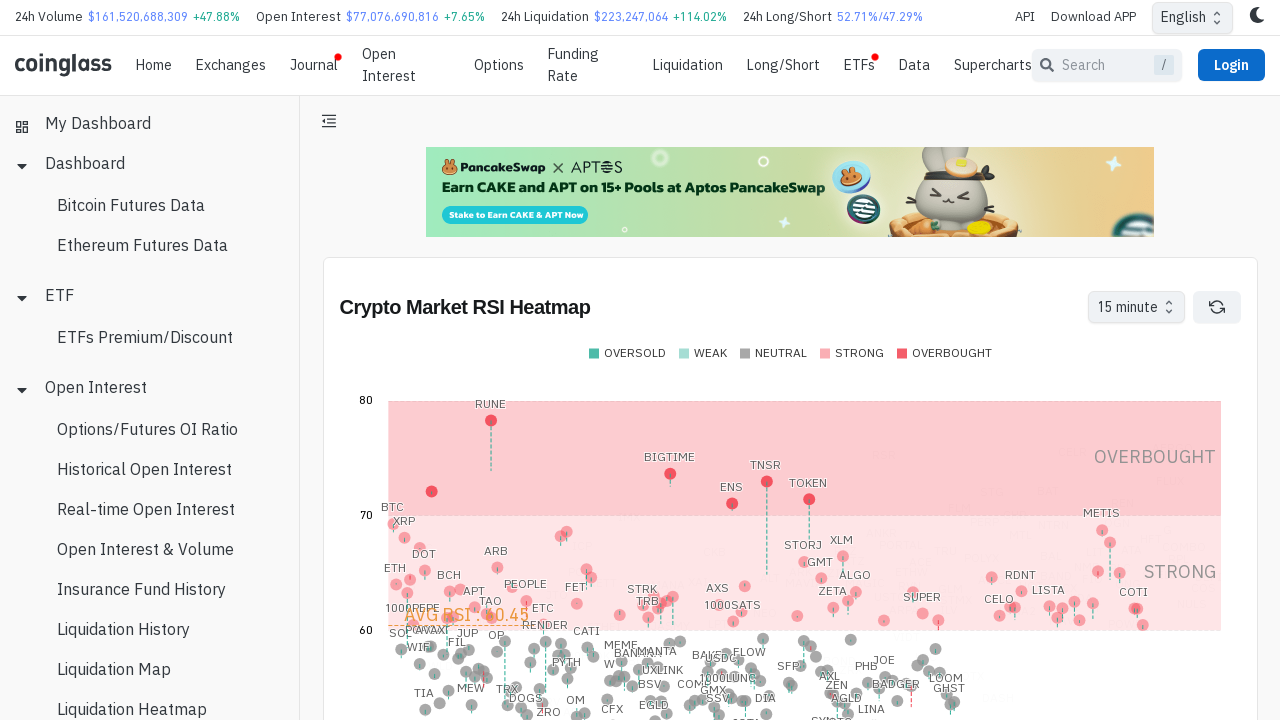 24h Volume $161,520,688,309 +47.88% Open Interest $77,076,690,816 +7.65% 24h Liquidation $223,247,064 +114.02% 24h Long/Short 52.71%/47.29% API Download APP English
coinglass Home Exchanges Journal Open Interest Options Funding Rate Liquidation Long/Short ETFs Data Supercharts Search / Login
My Dashboard
Dashboard
Bitcoin Futures Data
Ethereum Futures Data
ETF
ETFs Premium/Discount
Open Interest
Options/Futures OI Ratio
Historical Open Interest
Real-time Open Interest
Open Interest & Volume
Insurance Fund History
Liquidation History
Liquidation Map
Liquidation Heatmap
PancakeSwap × APTOS
Earn CAKE and APT on 15+ Pools at Aptos PancakeSwap
Stake to Earn CAKE & APT Now
Crypto Market RSI Heatmap
15 minute
OVERSOLD WEAK NEUTRAL STRONG OVERBOUGHT
80
RUNE
BIGTIME
OVERBOUGHT
TNSR
TOKEN
ENS
BTC
70
METIS
XRP
XLM
STORJ
DOT
ARB
GMT
ETH
STRONG
BCH
ALGO
RDNT
PEOPLE
FET
AXS
APT
STRK
ZETA
LISTA
COTI
TAO
TRB
SUPER
CELO
1000PEPE
ETC
1000SATS
AVG RSI : 60.45
RENDER
60
CATI
JUP
OP
FIL
WIF
MEME
MANTA
FLOW
PYTH
UXLINK
SFP
PHB
JOE
AXL
1000LUNC
LOOM
TIA
MEW
TRX
BSV
COMB
GMX
ZEN
BADGER
GHST
DOGS
OM
SSV
DIA
AGLD
ZRO
CFX
EGLD
LINA